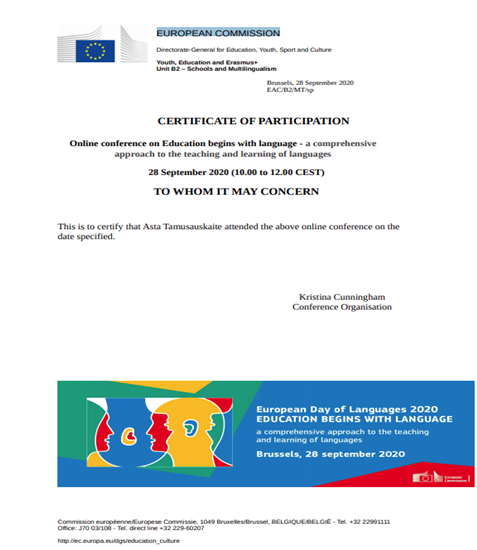 EUROPEAN COMMISSION
Directorate-General for Education, Youth, Sport and Culture
Youth, Education and Erasmus+
Unit B2 – Schools and Multilingualism
Brussels, 28 September 2020
EAC/B2/MT/sp
CERTIFICATE OF PARTICIPATION
Online conference on Education begins with language - a comprehensive
approach to the teaching and learning of languages
28 September 2020 (10.00 to 12.00 CEST)
TO WHOM IT MAY CONCERN
This is to certify that Asta Tamusauskaite attended the above online conference on the
date specified.
Kristina Cunningham
Conference Organisation
European Day of Languages 2020
EDUCATION BEGINS WITH LANGUAGE
a comprehensive approach to the teaching
and learning of languages
Brussels, 28 september 2020
European
Commission
Commission européenne/Europese Commissie, 1049 Bruxelles/Brussel, BELGIQUE/BELGIË - Tel. +32 22991111
Office: J70 03/108 - Tel. direct line +32 229-60207
http://ec.europa.eu/dgs/education_culture